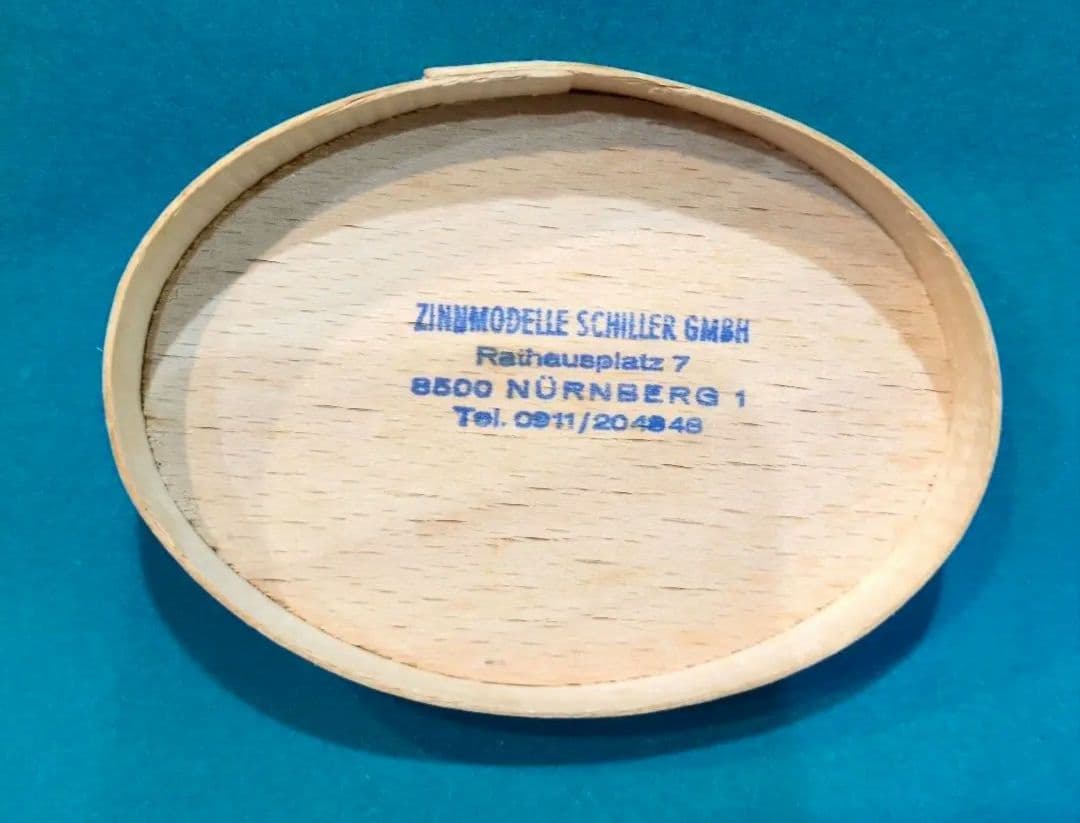 ZINNMODELLE SCHILLER GMBH
Rathausplatz 7
8500 NÜRNBERG 1
Tel. 0911/204848